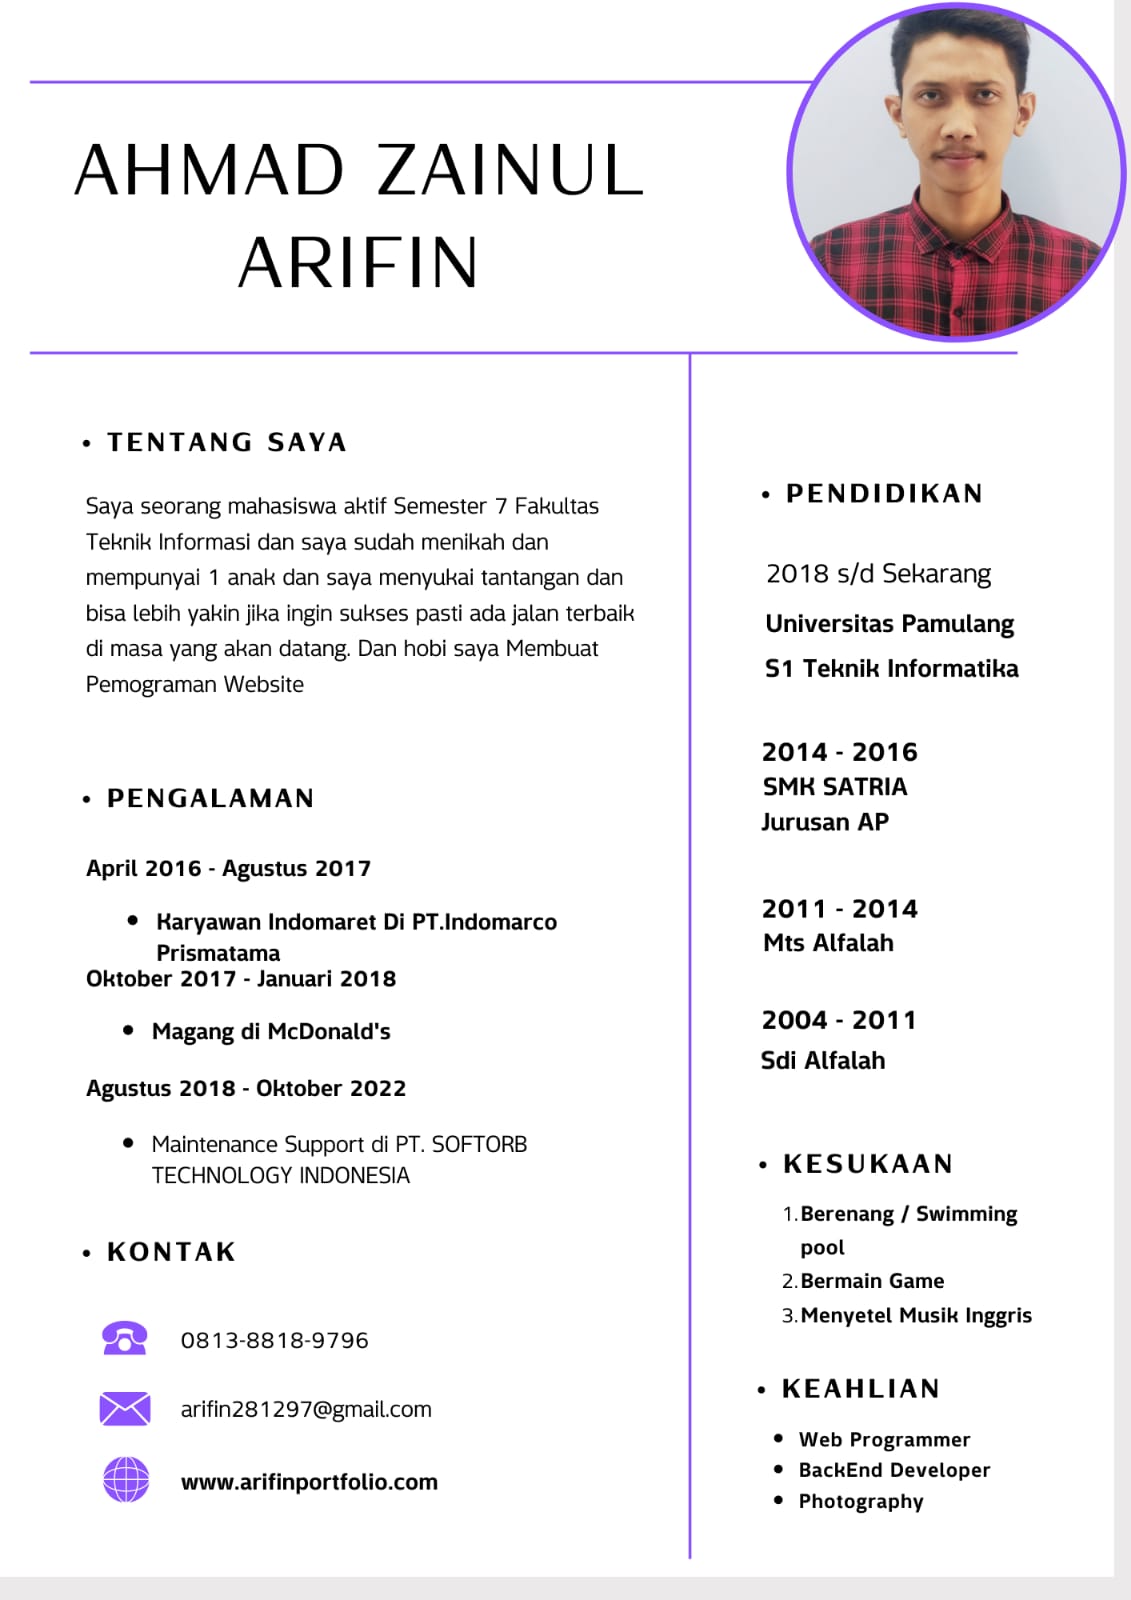 AHMAD ZAINUL
ARIFIN
TENTANG SAYA
Saya seorang mahasiswa aktif Semester 7 Fakultas
Teknik Informasi dan saya sudah menikah dan
mempunyai 1 anak dan saya menyukai tantangan dan
bisa lebih yakin jika ingin sukses pasti ada jalan terbaik
di masa yang akan datang. Dan hobi saya Membuat
Pemograman Website
PENGALAMAN
April 2016 - Agustus 2017
Karyawan Indomaret Di PT.Indomarco
Prismatama
Oktober 2017 - Januari 2018
Magang di McDonald's
Agustus 2018 - Oktober 2022
Maintenance Support di PT. SOFTORB
TECHNOLOGY INDONESIA
KONTAK
0813-8818-9796
arifin281297@gmail.com
www.arifinportfolio.com
PENDIDIKAN
2018 s/d Sekarang
Universitas Pamulang
S1 Teknik Informatika
2014 - 2016
SMK SATRIA
Jurusan AP
2011 - 2014
Mts Alfalah
2004 - 2011
Sdi Alfalah
KESUKAAN
1. Berenang / Swimming
pool
2. Bermain Game
3. Menyetel Musik Inggris
KEAHLIAN
Web Programmer
BackEnd Developer
Photography